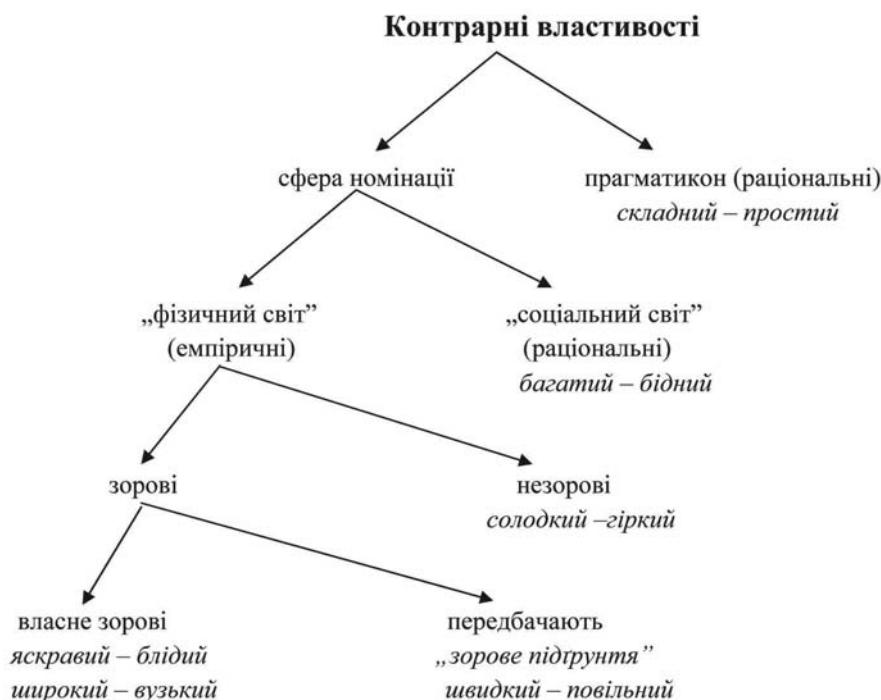 Контрарні властивості
сфера номінації
прагматикон (раціональні)
складний – простий
„фізичний світ”
(емпіричні)
„соціальний світ”
(раціональні)
багатий – бідний
зорові
незорові
солодкий –гіркий
власне зорові
яскравий – блідий
широкий – вузький
передбачають
„зорове підґрунтя”
швидкий – повільний